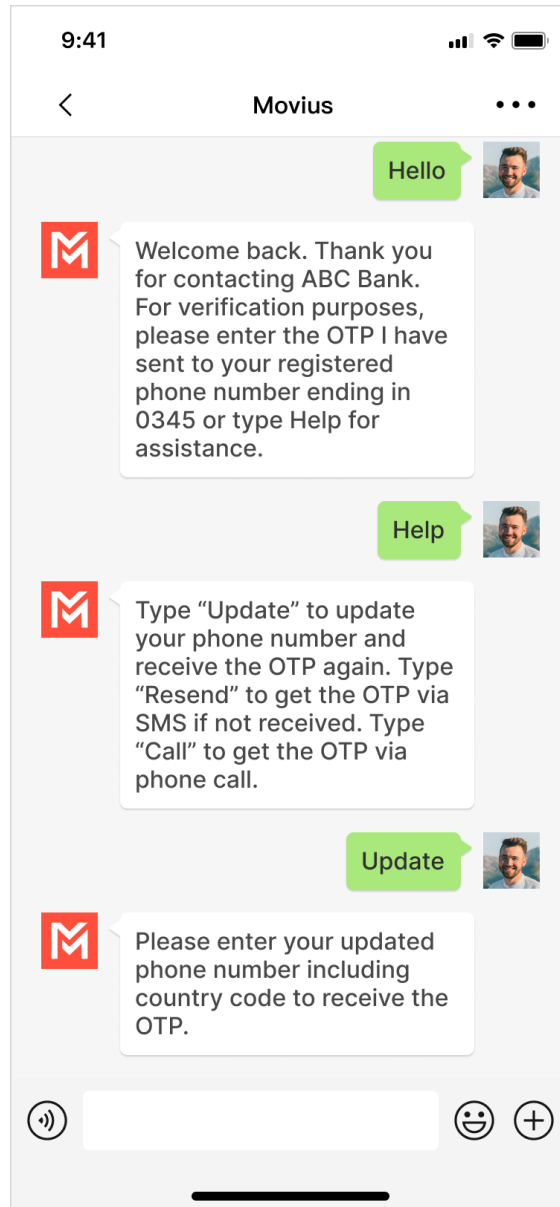 9:41
Movius
Hello
Welcome back. Thank you
for contacting ABC Bank.
For verification purposes,
please enter the OTP I have
sent to your registered
phone number ending in
0345 or type Help for
assistance.
Help
Type “Update” to update
your phone number and
receive the OTP again. Type
“Resend” to get the OTP via
SMS if not received. Type
“Call” to get the OTP via
phone call.
Update
Please enter your updated
phone number including
country code to receive the
OTP.